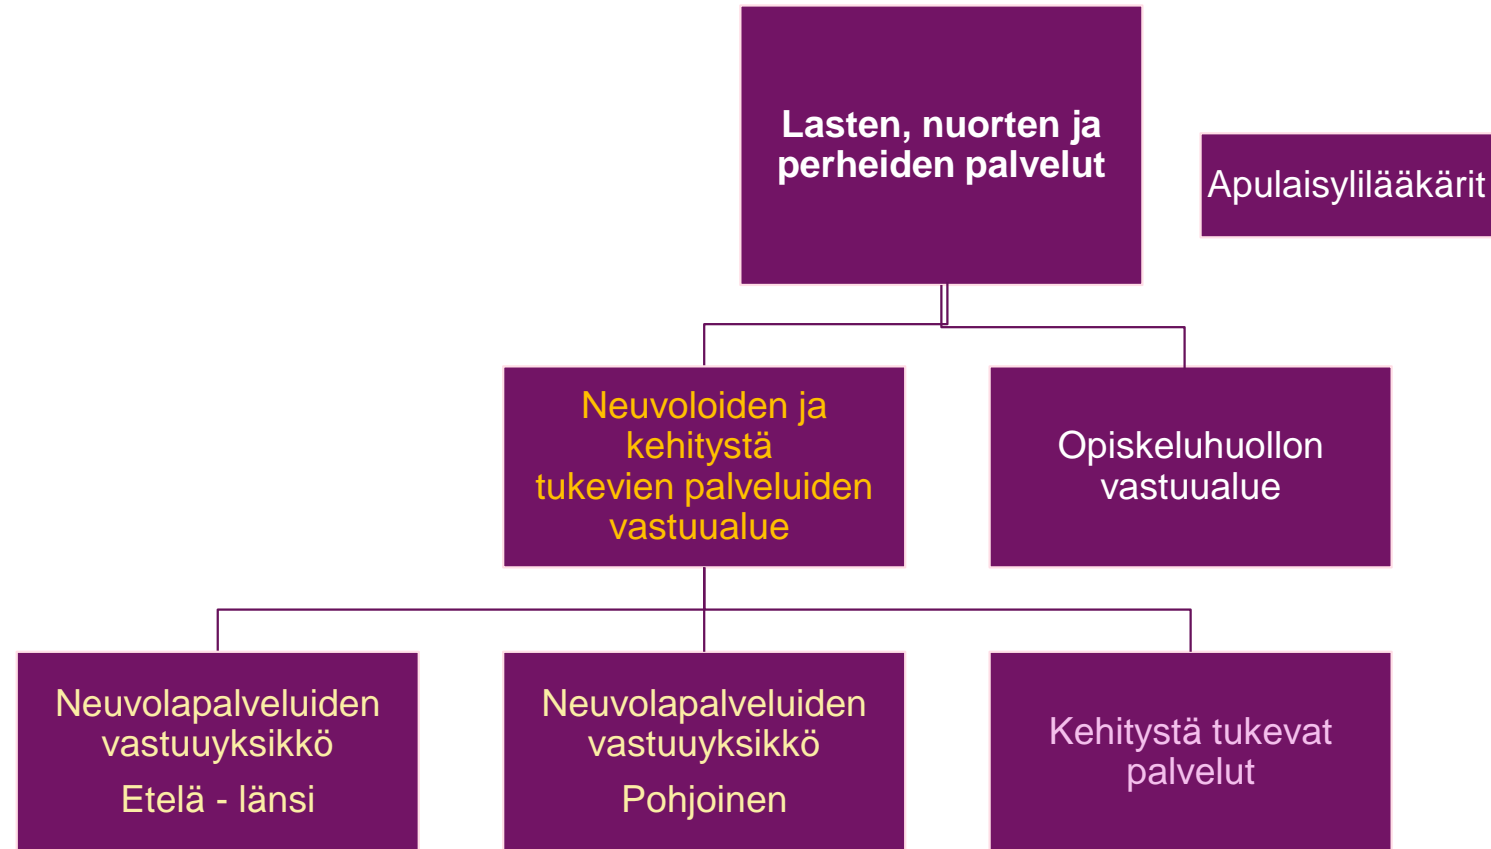 Lasten, nuorten ja
perheiden palvelut
Apulaisylilääkärit
Neuvoloiden ja
kehitystä
tukevien palveluiden
vastuualue
Opiskeluhuollon
vastuualue
Neuvolapalveluiden
vastuuyksikkö
Etelä - länsi
Neuvolapalveluiden
vastuuyksikkö
Pohjoinen
Kehitystä tukevat
palvelut